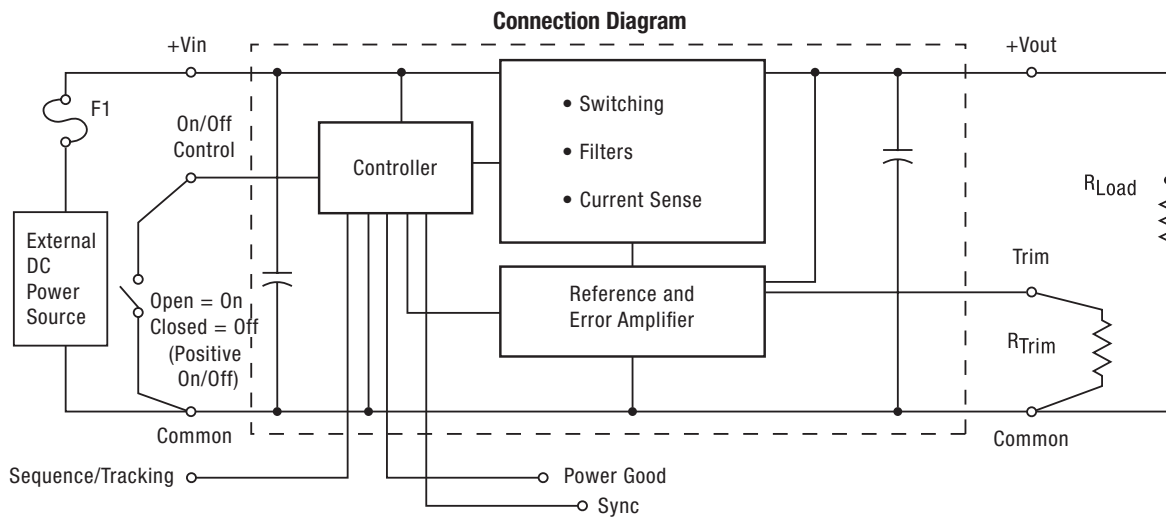 Connection Diagram
+Vin
+Vout
F1
On/Off
Control
Controller
• Switching
• Filters
• Current Sense
RLoad
External
DC
Power
Source
Open = On
Closed = Off
(Positive
On/Off)
Reference and
Error Amplifier
Trim
RTrim
Common
Common
Sequence/Tracking
Power Good
Sync